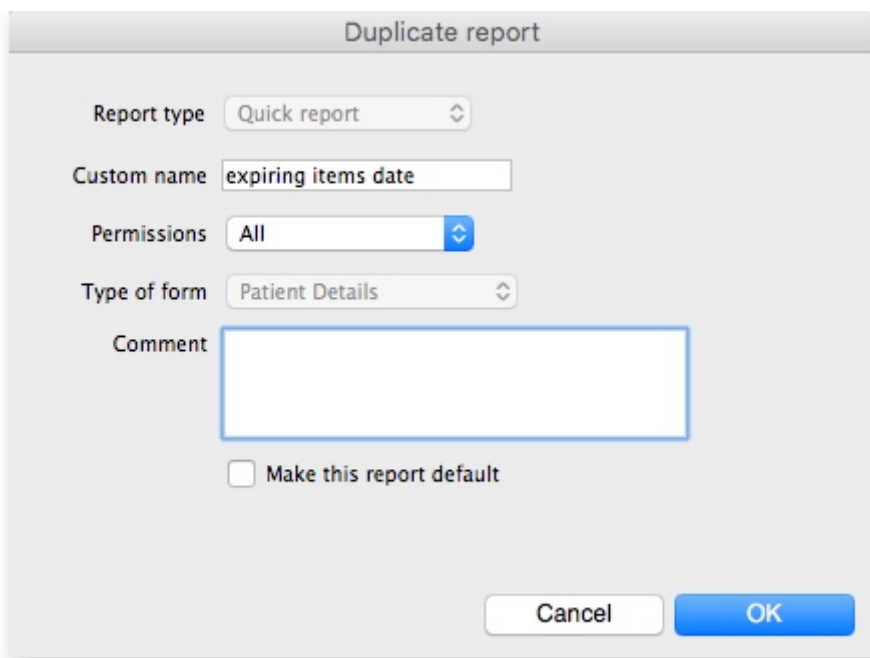 Duplicate report
Report type Quick report
Custom name expiring items date
Permissions All
Type of form Patient Details
Comment
Make this report default
Cancel OK